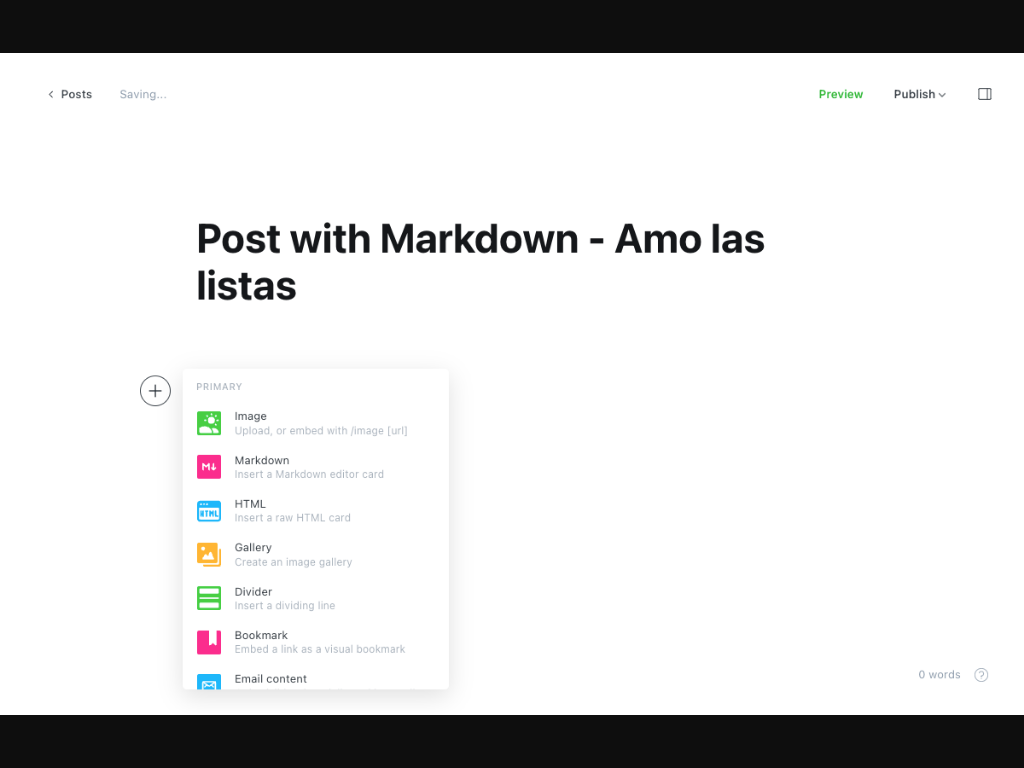 Posts
Saving...
Preview
Publish
Post with Markdown - Amo las
listas
PRIMARY
Image
Upload, or embed with /image [url]
M
Markdown
Insert a Markdown editor card
HTML
HTML
Insert a raw HTML card
Gallery
Create an image gallery
Divider
Insert a dividing line
Bookmark
Embed a link as a visual bookmark
Email content
0 words
?